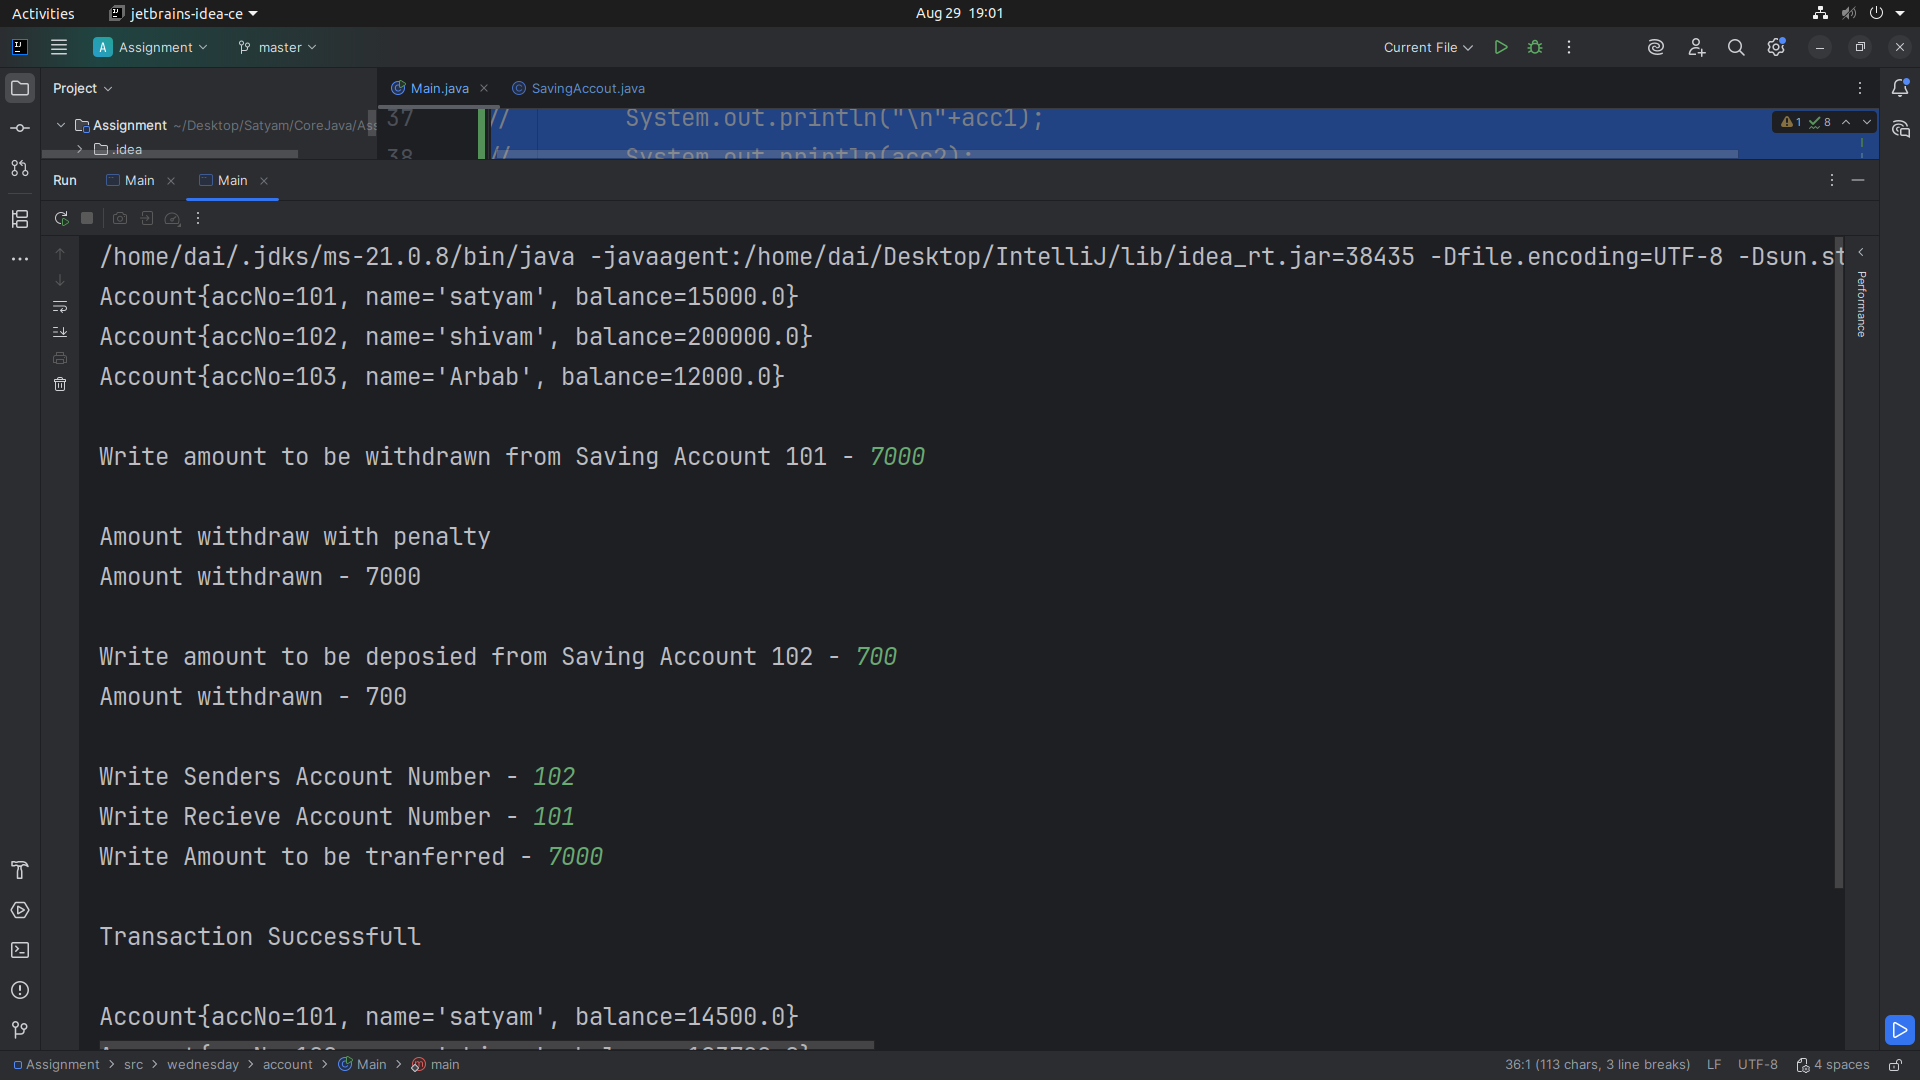 Activities
jetbrains-idea-ce
Aug 29 19:01
A Assignment
master
Current File
Project
Main.java
SavingAccout.java
Assignment ~/Desktop/Satyam/CoreJava/Ass
.idea
37 // System.out.println("\n"+acc1);
38 // System.out.println(acc2);
1 8
Run
Main
Main
/home/dai/.jdks/ms-21.0.8/bin/java -javaagent:/home/dai/Desktop/IntelliJ/lib/idea_rt.jar=38435 -Dfile.encoding=UTF-8 -Dsun.st
Account{accNo=101, name='satyam', balance=15000.0}
Account{accNo=102, name='shivam', balance=200000.0}
Account{accNo=103, name='Arbab', balance=12000.0}
Write amount to be withdrawn from Saving Account 101 - 7000
Amount withdraw with penalty
Amount withdrawn - 7000
Write amount to be deposied from Saving Account 102 - 700
Amount withdrawn - 700
Write Senders Account Number - 102
Write Recieve Account Number - 101
Write Amount to be tranferred - 7000
Transaction Successfull
Account{accNo=101, name='satyam', balance=14500.0}
Performance
Assignment > src > wednesday > account > Main > main
36:1 (113 chars, 3 line breaks)
LF
UTF-8
4 spaces